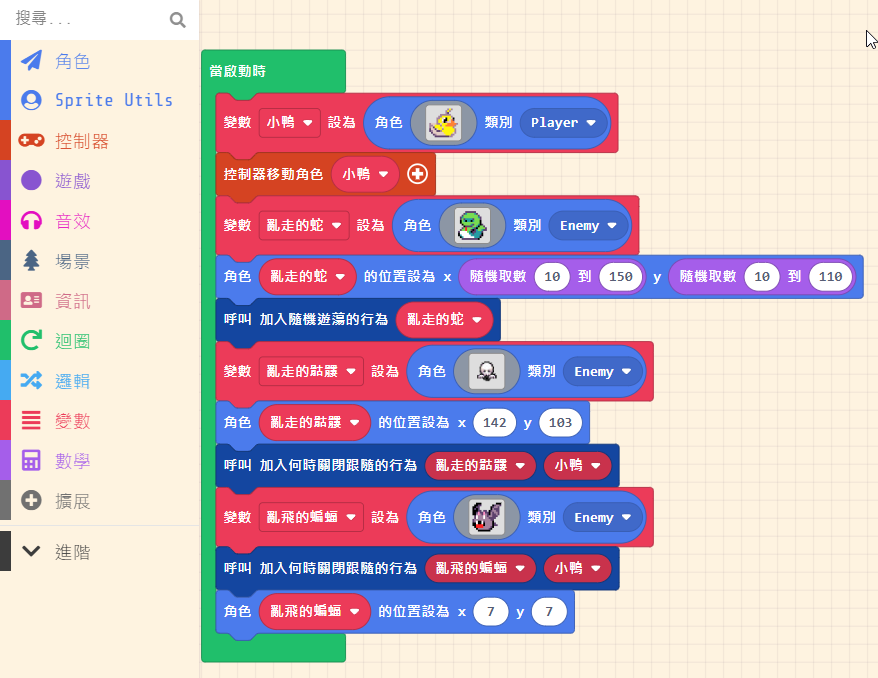 搜尋...
角色
Sprite Utils
控制器
遊戲
音效
場景
資訊
迴圈
邏輯
變數
數學
擴展
進階
當啟動時
變數 小鴨 設為 角色 類別 Player
控制器移動角色 小鴨
變數 亂走的蛇 設為 角色 類別 Enemy
角色 亂走的蛇 的位置設為 x 隨機取數 10 到 150 y 隨機取數 10 到 110
呼叫 加入隨機遊蕩的行為 亂走的蛇
變數 亂走的骷髏 設為 角色 類別 Enemy
角色 亂走的骷髏 的位置設為 x 142 y 103
呼叫 加入何時關閉跟隨的行為 亂走的骷髏 小鴨
變數 亂飛的蝙蝠 設為 角色 類別 Enemy
呼叫 加入何時關閉跟隨的行為 亂飛的蝙蝠 小鴨
角色 亂飛的蝙蝠 的位置設為 x 7 y 7